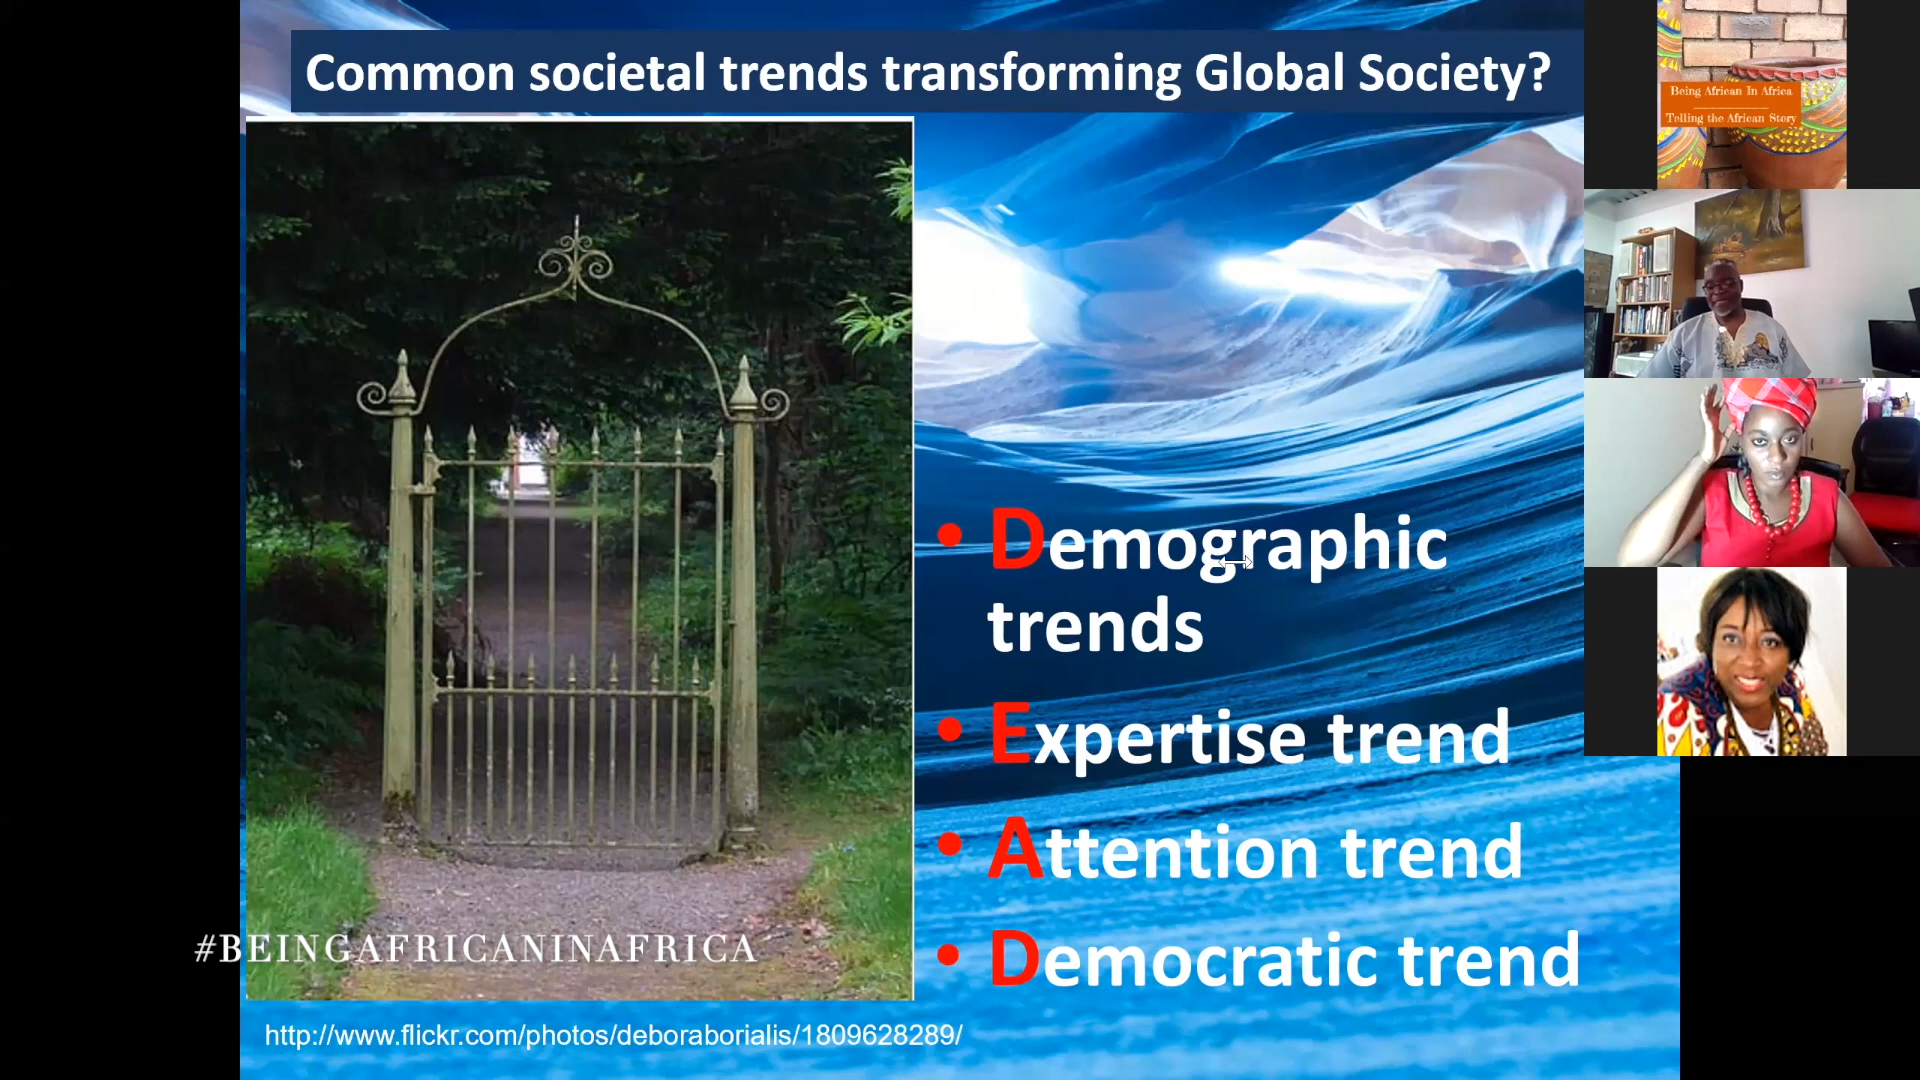 Common societal trends transforming Global Society?
• Demographic
trends
• Expertise trend
• Attention trend
• Democratic trend
#BEINGAFRICANINAFRICA
http://www.flickr.com/photos/deboraborialis/1809628289/
Being African In Africa
Telling the African Story